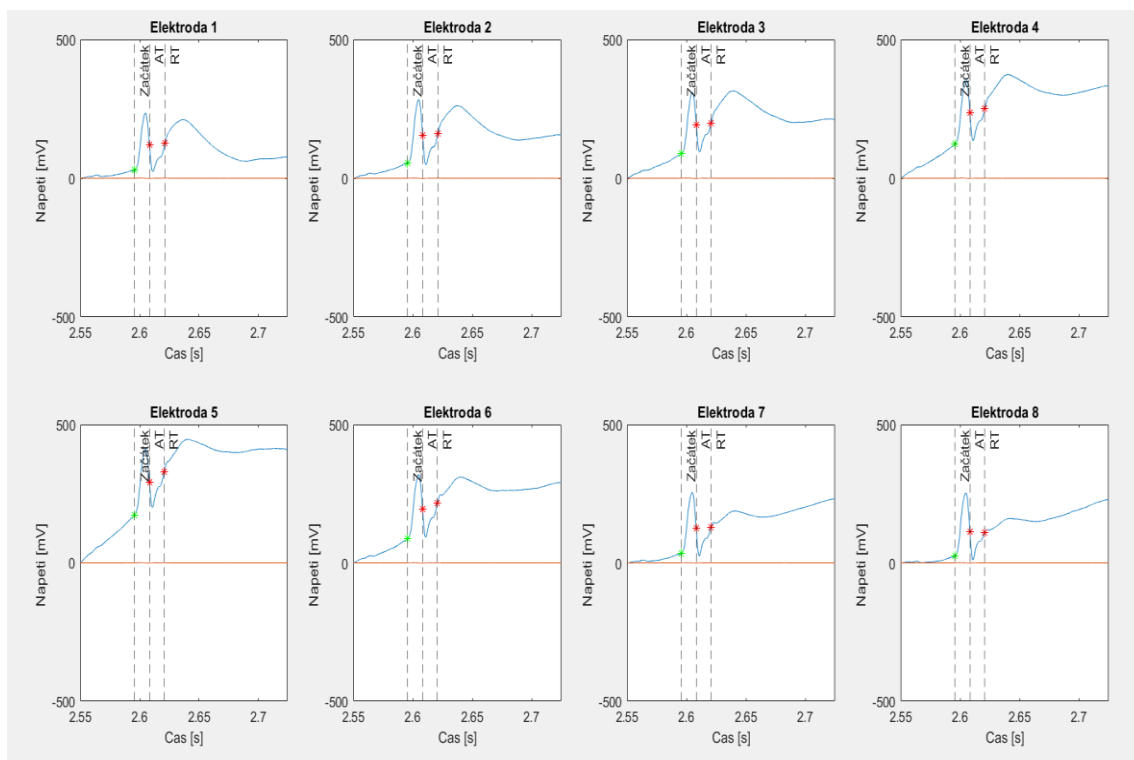 Elektroda 1
500
0
-500
Napeti [mV]
Začátek
AT
RT
2.55
2.6
2.65
2.7
Cas [s]
Elektroda 2
500
0
-500
Napeti [mV]
Začátek
AT
RT
2.55
2.6
2.65
2.7
Cas [s]
Elektroda 3
500
0
-500
Napeti [mV]
Začátek
AT
RT
2.55
2.6
2.65
2.7
Cas [s]
Elektroda 4
500
0
-500
Napeti [mV]
Začátek
AT
RT
2.55
2.6
2.65
2.7
Cas [s]
Elektroda 5
500
0
-500
Napeti [mV]
Začátek
AT
RT
2.55
2.6
2.65
2.7
Cas [s]
Elektroda 6
500
0
-500
Napeti [mV]
Začátek
AT
RT
2.55
2.6
2.65
2.7
Cas [s]
Elektroda 7
500
0
-500
Napeti [mV]
Začátek
AT
RT
2.55
2.6
2.65
2.7
Cas [s]
Elektroda 8
500
0
-500
Napeti [mV]
Začátek
AT
RT
2.55
2.6
2.65
2.7
Cas [s]